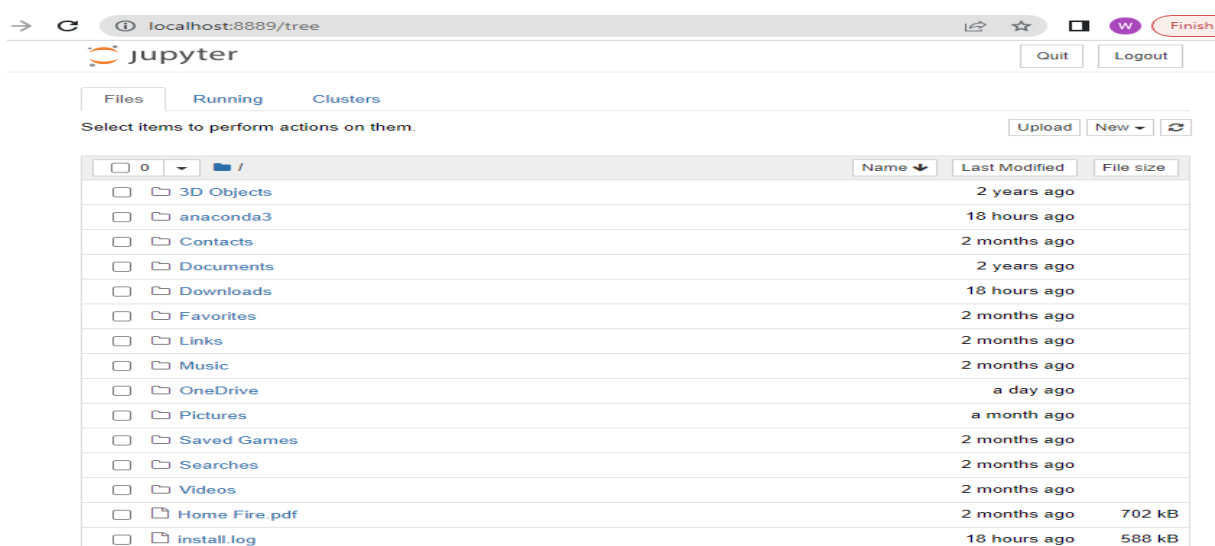 localhost:8889/tree W Finish
jupyter Quit Logout
Files Running Clusters
Select items to perform actions on them. Upload New
0 / Name Last Modified File size
3D Objects 2 years ago
anaconda3 18 hours ago
Contacts 2 months ago
Documents 2 years ago
Downloads 18 hours ago
Favorites 2 months ago
Links 2 months ago
Music 2 months ago
OneDrive a day ago
Pictures a month ago
Saved Games 2 months ago
Searches 2 months ago
Videos 2 months ago
Home Fire.pdf 2 months ago 702 kB
install.log 18 hours ago 588 kB